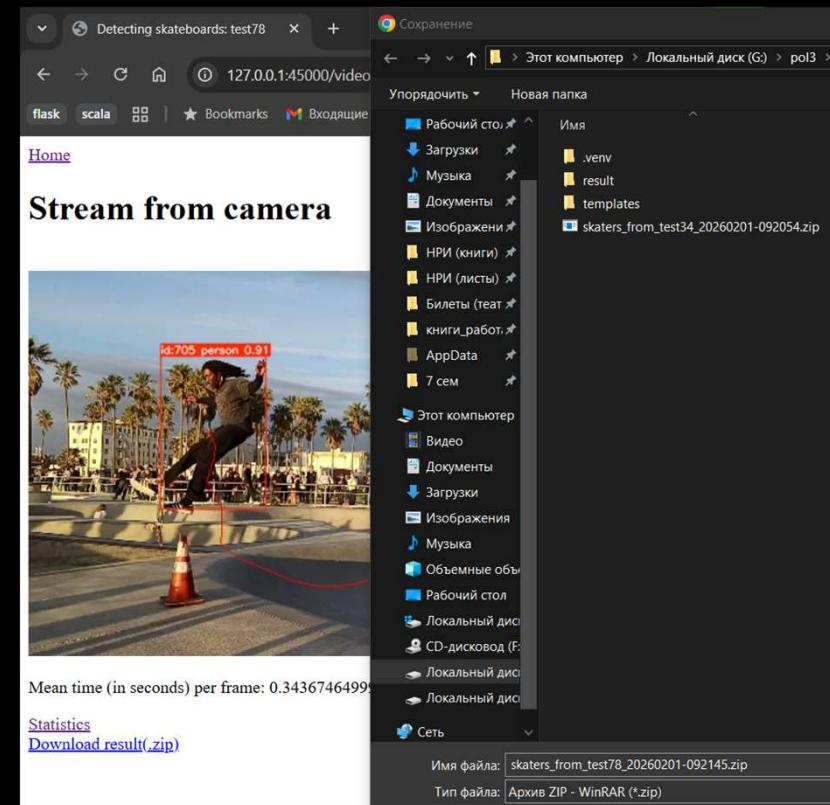 Detecting skateboards: test78
127.0.0.1:45000/video
flask scala Bookmarks Входящие
Home
Stream from camera
id:705 person 0.91
Mean time (in seconds) per frame: 0.3436746499
Statistics
Download result(.zip)
Сохранение
Этот компьютер > Локальный диск (G:) > pol3 >
Упорядочить Новая папка
Рабочий сто
Загрузки
Музыка
Документы
Изображени
НРИ (книги)
НРИ (листы)
Билеты (теат
книги_работ
AppData
7 сем
Этот компьютер
Видео
Документы
Загрузки
Изображения
Музыка
Объемные объ
Рабочий стол
Локальный дис
CD-дисковод (F:
Локальный дис
Локальный дис
Сеть
Имя
.venv
result
templates
skaters_from_test34_20260201-092054.zip
Имя файла: skaters_from_test78_20260201-092145.zip
Тип файла: Архив ZIP - WinRAR (*.zip)